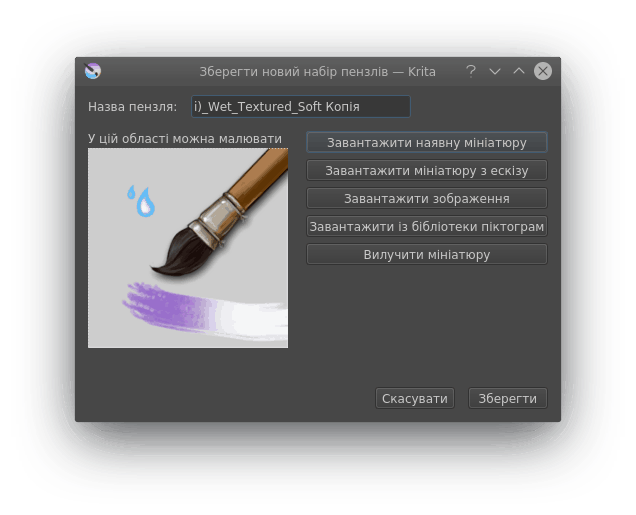 Зберегти новий набір пензлів — Krita
Назва пензля: i)_Wet_Textured_Soft Копія
У цій області можна малювати
Завантажити наявну мініатюру
Завантажити мініатюру з ескізу
Завантажити зображення
Завантажити із бібліотеки піктограм
Вилучити мініатюру
Скасувати Зберегти